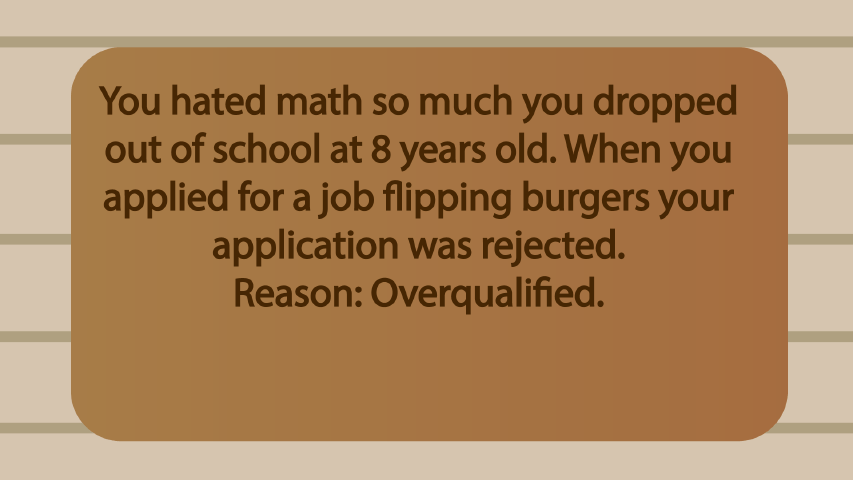 You hated math so much you dropped
out of school at 8 years old. When you
applied for a job flipping burgers your
application was rejected.
Reason: Overqualified.